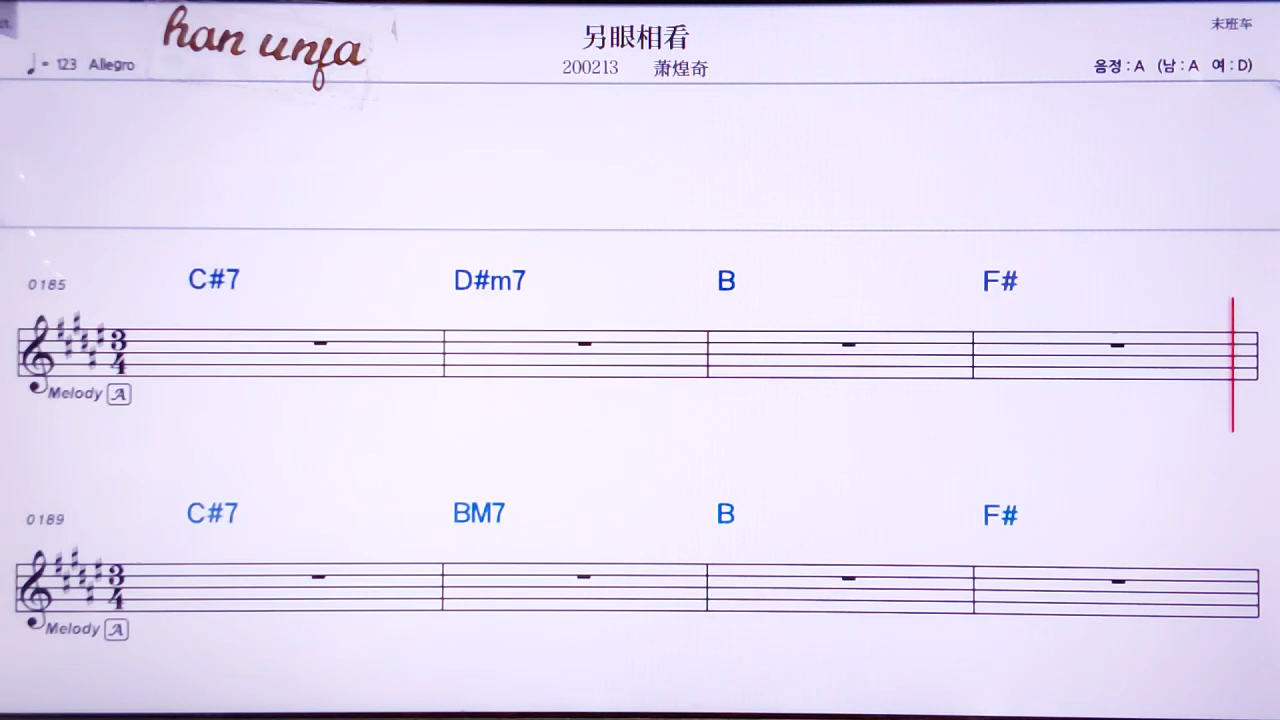 han unfa
另眼相看
末班车
♩= 123 Allegro
200213 萧煌奇
음정 : A (남 : A 여 : D)
0185
C#7 D#m7 B F#
3
4
Melody A
0189
C#7 BM7 B F#
3
4
Melody A